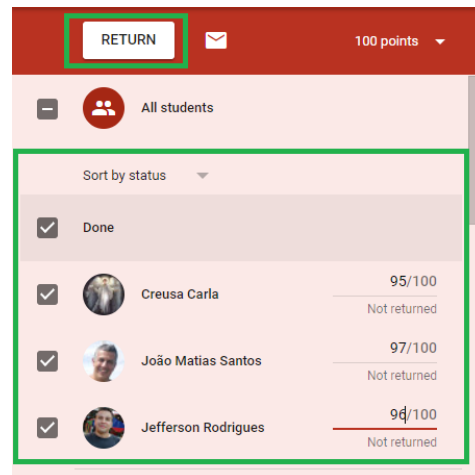 RETURN
100 points
All students
Sort by status
Done
Creusa Carla
95/100
Not returned
João Matias Santos
97/100
Not returned
Jefferson Rodrigues
96/100
Not returned